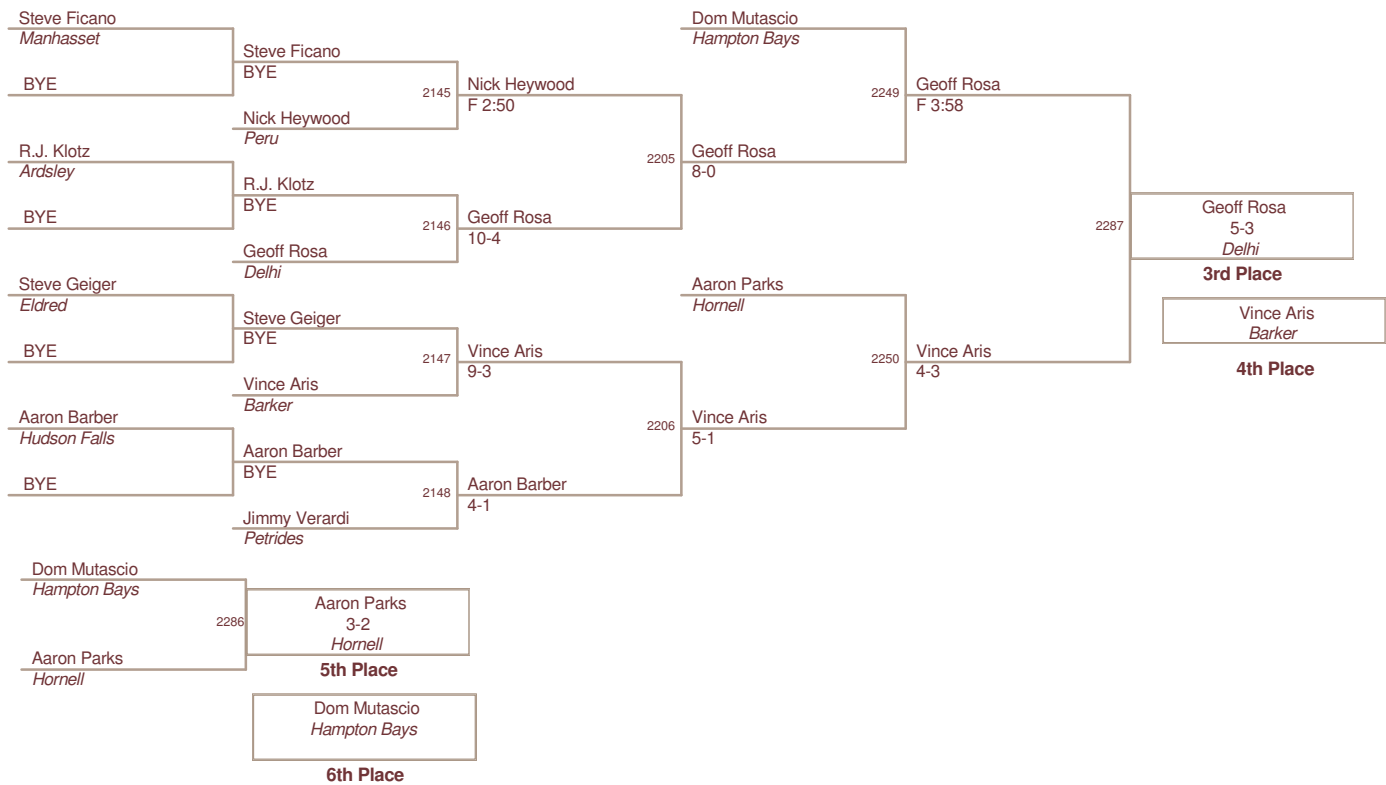 Steve Ficano
Manhasset
BYE
Steve Ficano
BYE
Nick Heywood
Peru
2145
Nick Heywood
F 2:50
R.J. Klotz
Ardsley
BYE
R.J. Klotz
BYE
Geoff Rosa
Delhi
2146
Geoff Rosa
10-4
2205
Geoff Rosa
8-0
Dom Mutascio
Hampton Bays
2249
Geoff Rosa
F 3:58
Steve Geiger
Eldred
BYE
Steve Geiger
BYE
Vince Aris
Barker
2147
Vince Aris
9-3
Aaron Barber
Hudson Falls
BYE
Aaron Barber
BYE
Jimmy Verardi
Petrides
2148
Aaron Barber
4-1
2206
Vince Aris
5-1
Aaron Parks
Hornell
2250
Vince Aris
4-3
2287
Geoff Rosa
5-3
Delhi
3rd Place
Vince Aris
Barker
4th Place
Dom Mutascio
Hampton Bays
Aaron Parks
Hornell
2286
Aaron Parks
3-2
Hornell
5th Place
Dom Mutascio
Hampton Bays
6th Place